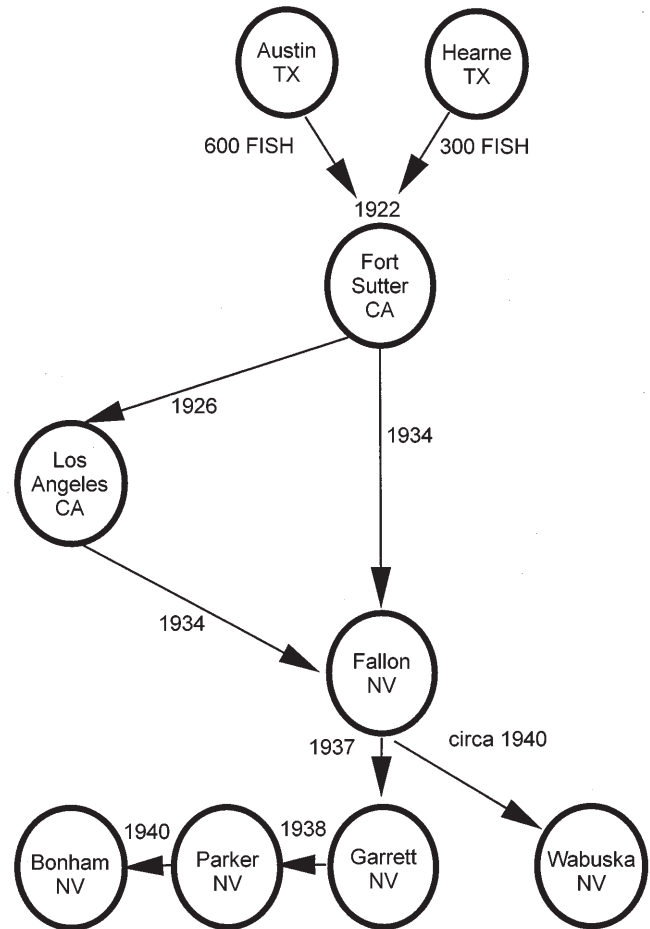 Austin
TX
Hearne
TX
600 FISH
300 FISH
1922
Fort
Sutter
CA
1926
1934
Los
Angeles
CA
1934
Fallon
NV
1937
circa 1940
Bonham
NV
1940
Parker
NV
1938
Garrett
NV
Wabuska
NV